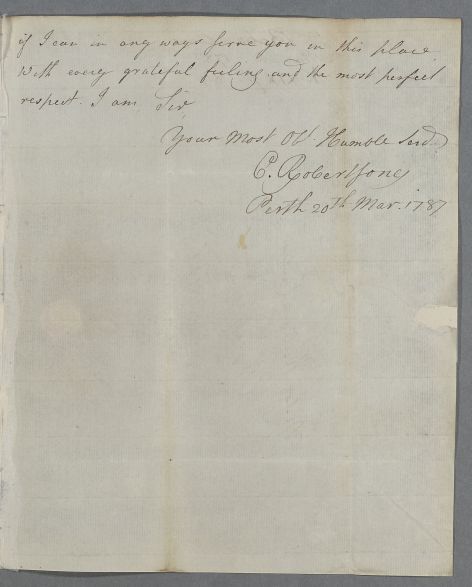 if I can in any ways serve you in this place
With every grateful feeling and the most perfect
respect. I am Sir
Your Most Obt Humble Servt
C. Robertson
Perth 20th Mar. 1787